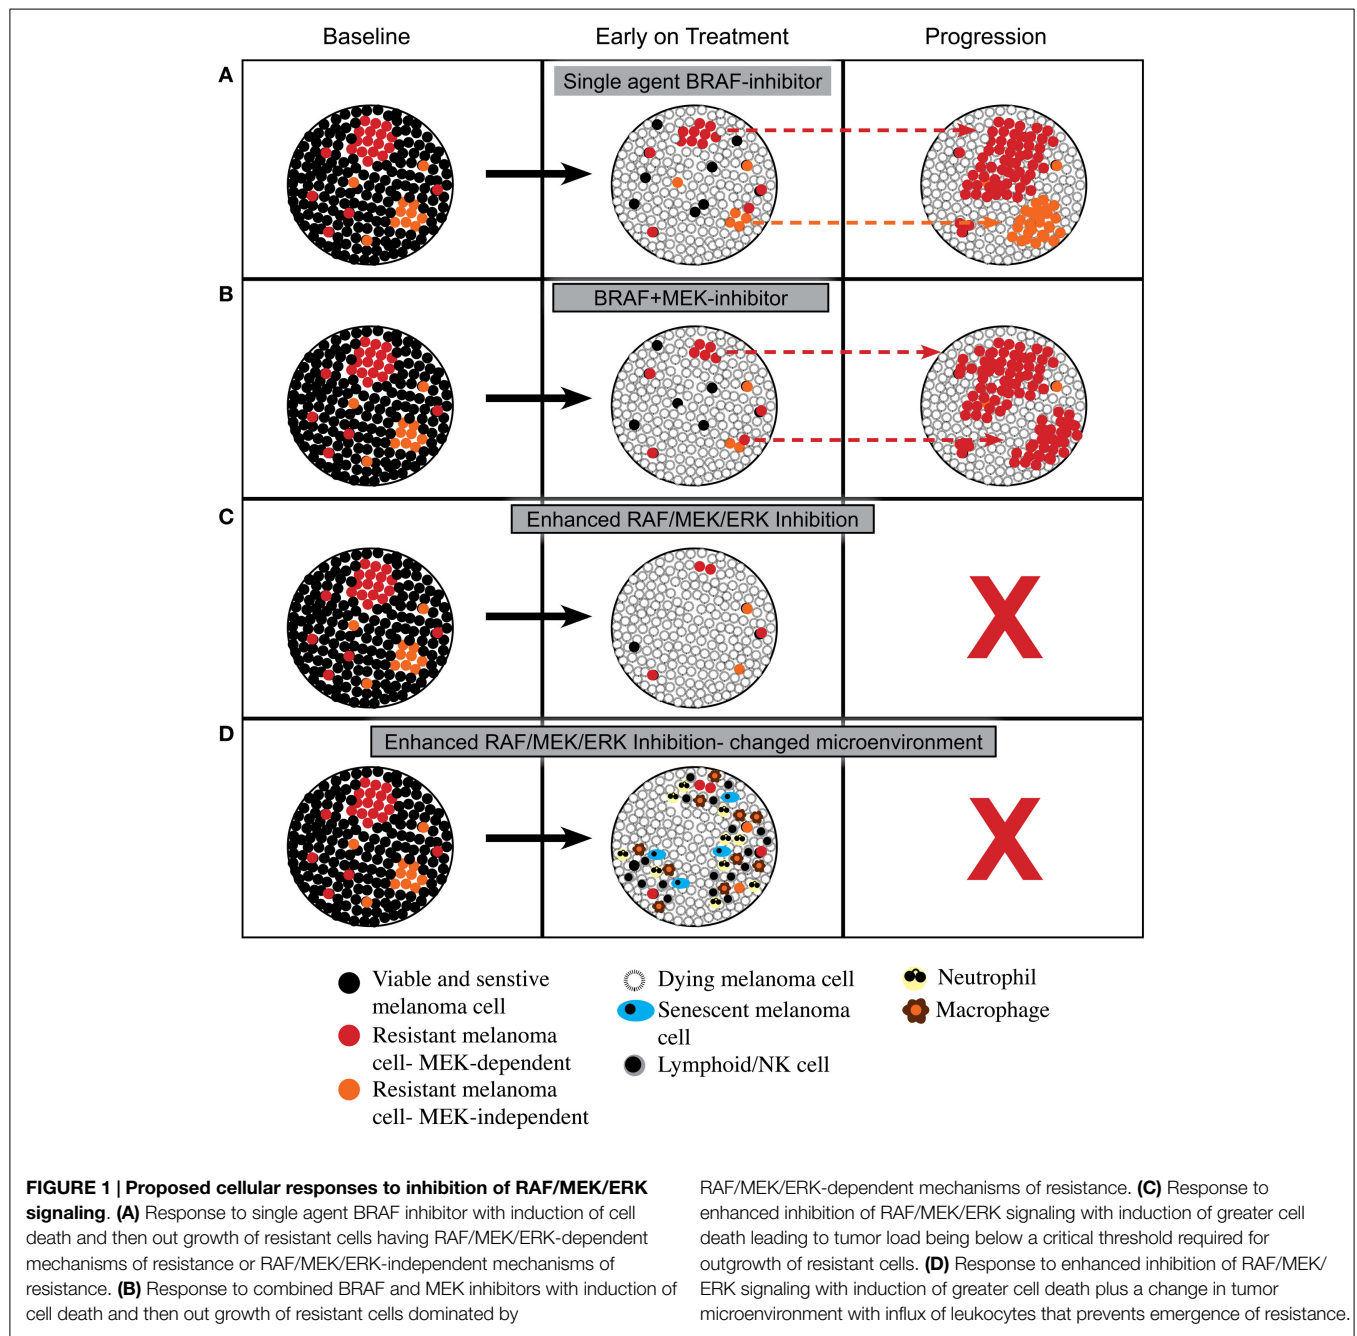 Baseline
Early on Treatment
Progression
A
Single agent BRAF-inhibitor
B
BRAF+MEK-inhibitor
C
Enhanced RAF/MEK/ERK Inhibition
X
D
Enhanced RAF/MEK/ERK Inhibition- changed microenvironment
X
Viable and senstive
melanoma cell
Resistant melanoma
cell- MEK-dependent
Resistant melanoma
cell- MEK-independent
Dying melanoma cell
Senescent melanoma
cell
Lymphoid/NK cell
Neutrophil
Macrophage
FIGURE 1 | Proposed cellular responses to inhibition of RAF/MEK/ERK
signaling. (A) Response to single agent BRAF inhibitor with induction of cell
death and then out growth of resistant cells having RAF/MEK/ERK-dependent
mechanisms of resistance or RAF/MEK/ERK-independent mechanisms of
resistance. (B) Response to combined BRAF and MEK inhibitors with induction of
cell death and then out growth of resistant cells dominated by
RAF/MEK/ERK-dependent mechanisms of resistance. (C) Response to
enhanced inhibition of RAF/MEK/ERK signaling with induction of greater cell
death leading to tumor load being below a critical threshold required for
outgrowth of resistant cells. (D) Response to enhanced inhibition of RAF/MEK/
ERK signaling with induction of greater cell death plus a change in tumor
microenvironment with influx of leukocytes that prevents emergence of resistance.